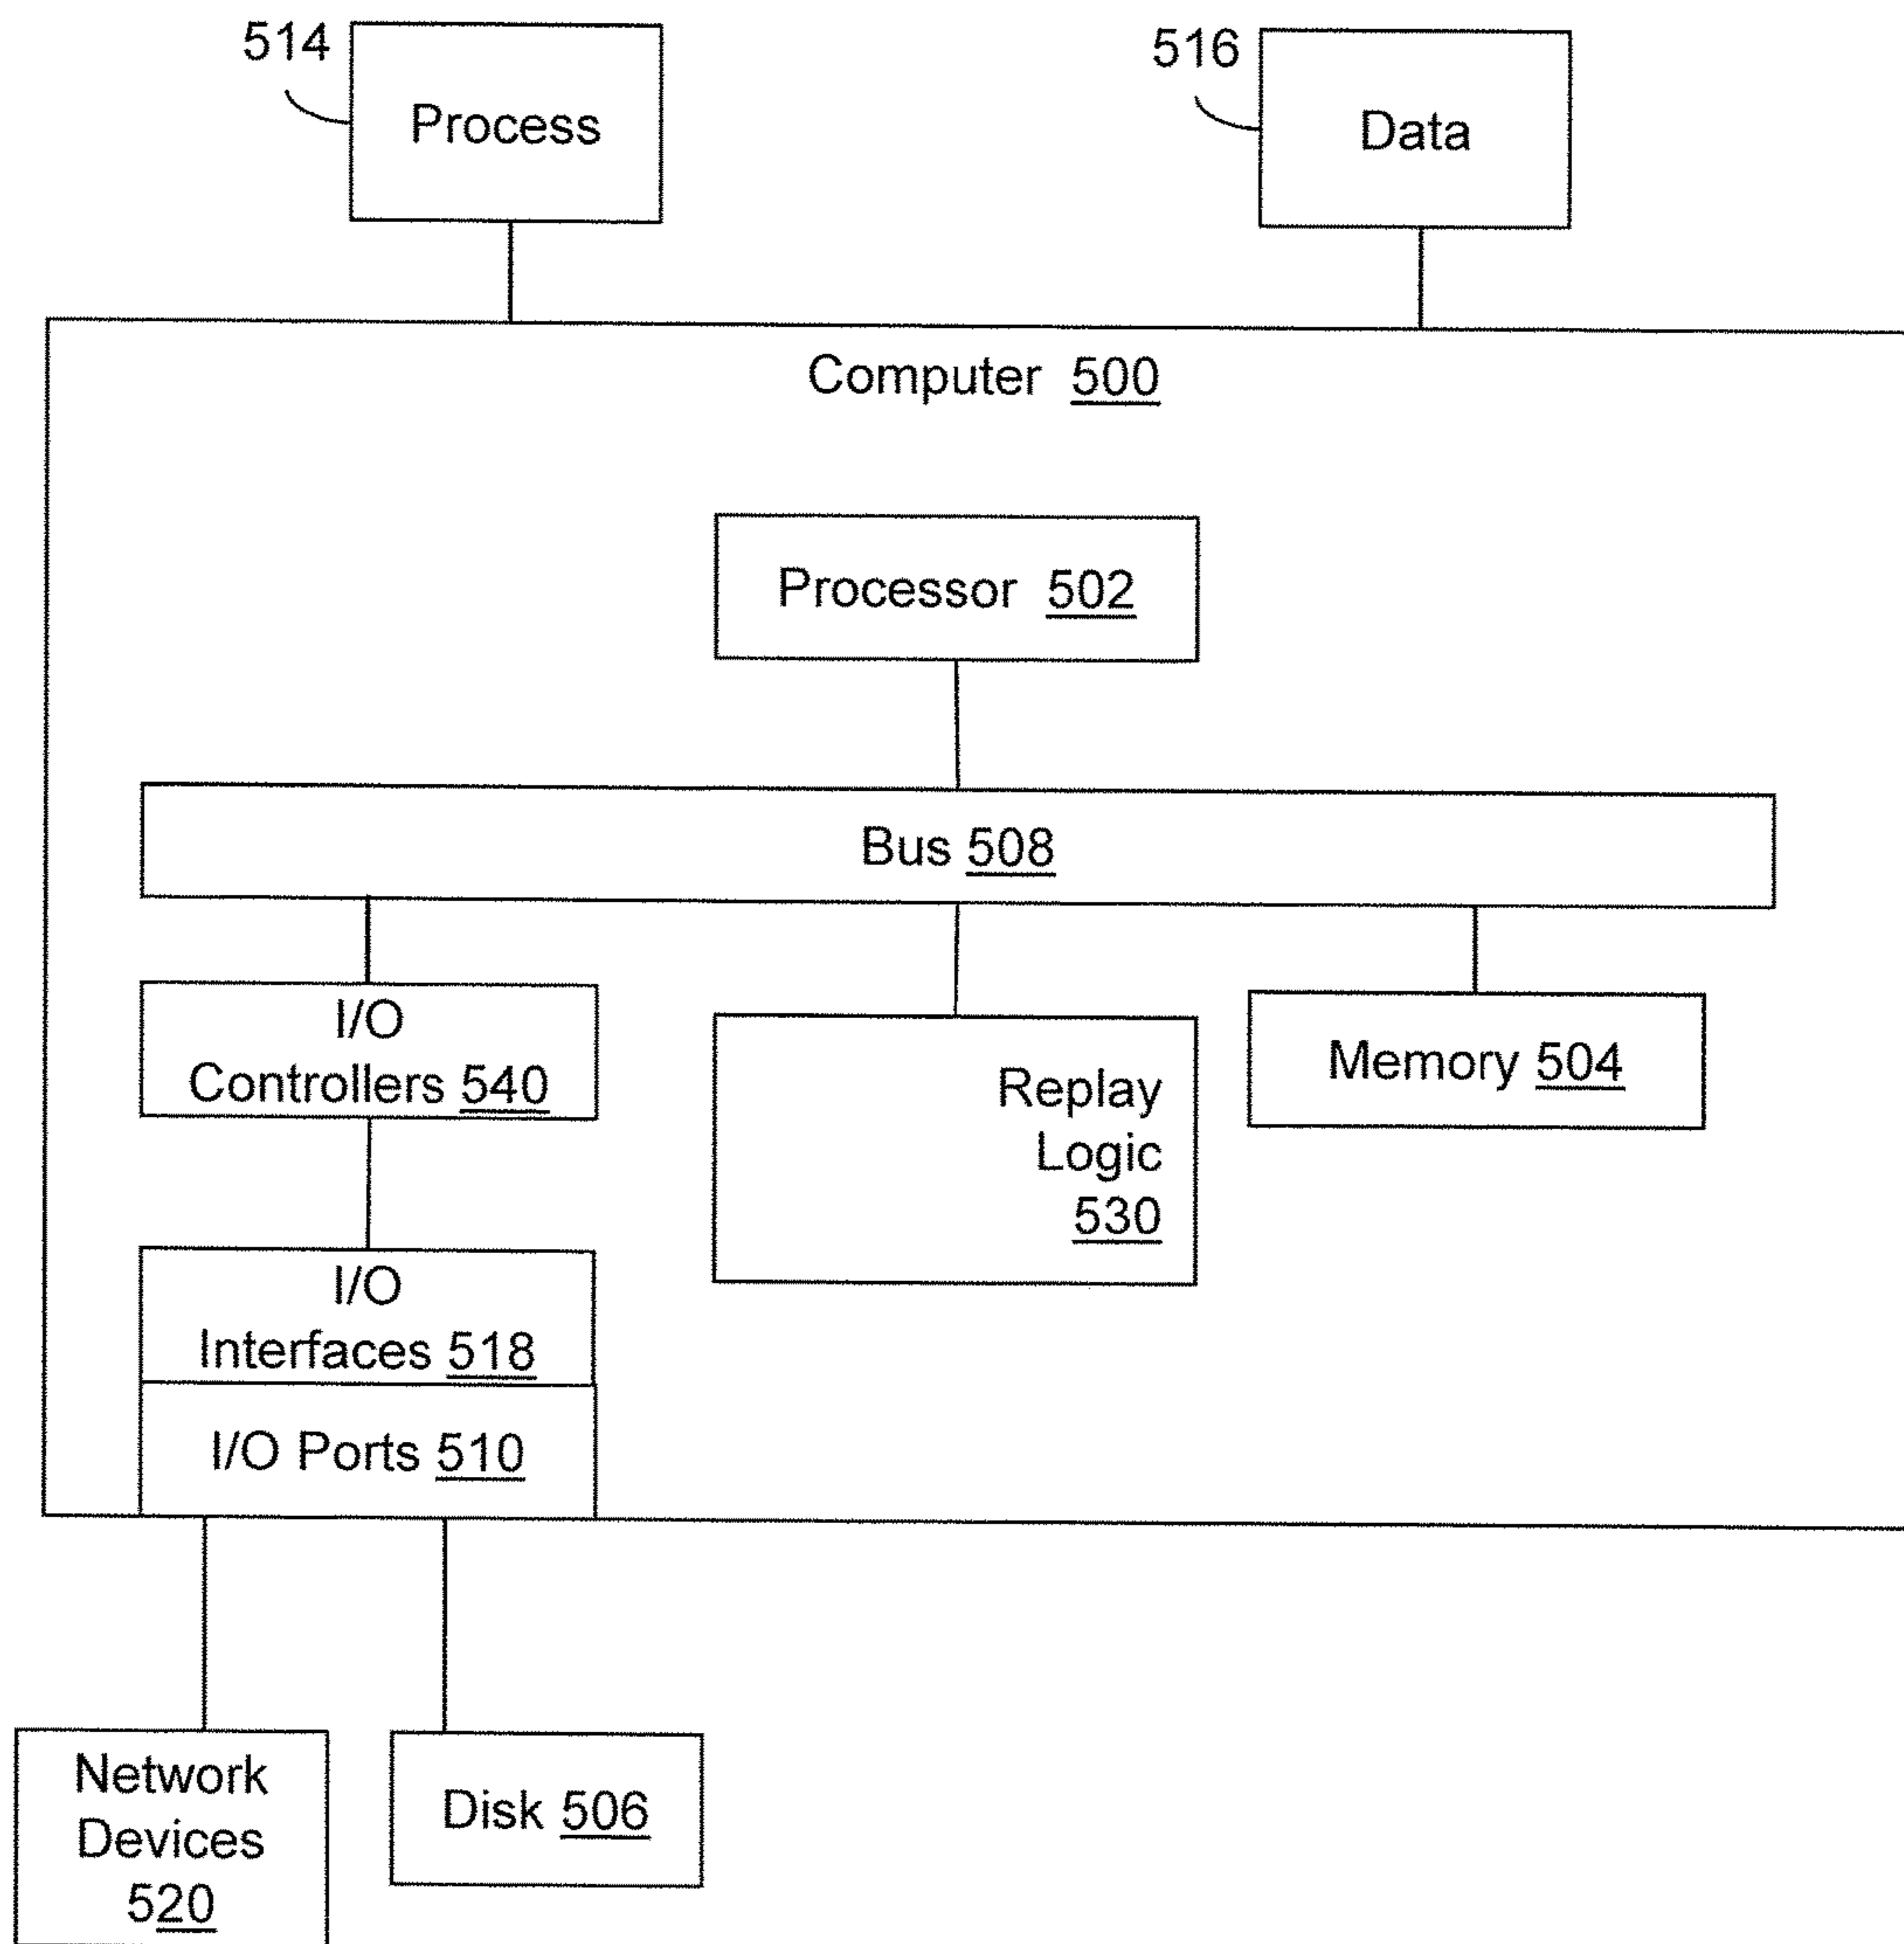 514
Process
516
Data
Computer 500
Processor 502
Bus 508
I/O
Controllers 540
Replay
Logic
530
Memory 504
I/O
Interfaces 518
I/O Ports 510
Network
Devices
520
Disk 506